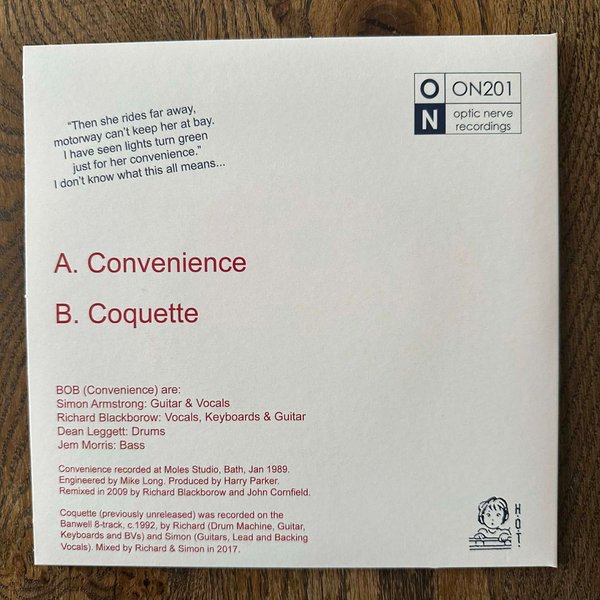 "Then she rides far away,
motorway can't keep her at bay.
I have seen lights turn green
just for her convenience."
I don't know what this all means...
O ON201
N optic nerve
recordings
A. Convenience
B. Coquette
BOB (Convenience) are:
Simon Armstrong: Guitar & Vocals
Richard Blackborow: Vocals, Keyboards & Guitar
Dean Leggett: Drums
Jem Morris: Bass
Convenience recorded at Moles Studio, Bath, Jan 1989.
Engineered by Mike Long. Produced by Harry Parker.
Remixed in 2009 by Richard Blackborow and John Cornfield.
Coquette (previously unreleased) was recorded on the
Banwell 8-track, c.1992, by Richard (Drum Machine, Guitar,
Keyboards and BVs) and Simon (Guitars, Lead and Backing
Vocals). Mixed by Richard & Simon in 2017.
HOT!